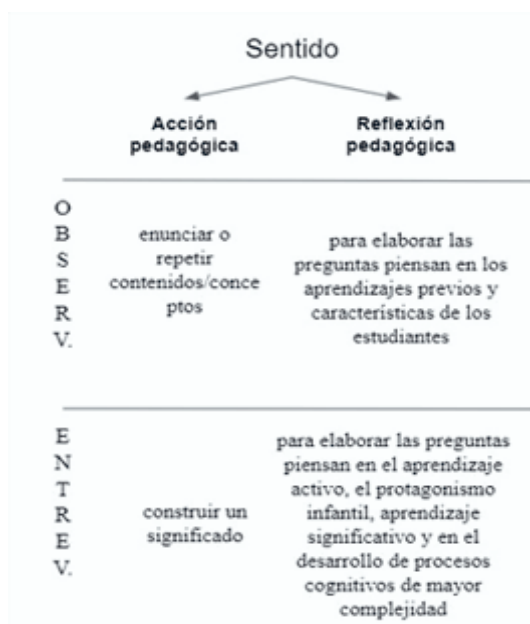 Sentido
Acción
pedagógica
Reflexión
pedagógica
O
B
S
E
R
V.
enunciar o
repetir
contenidos/conce
ptos
para elaborar las
preguntas piensan en los
aprendizajes previos y
características de los
estudiantes
E
N
T
R
E
V.
construir un
significado
para elaborar las preguntas
piensan en el aprendizaje
activo, el protagonismo
infantil, aprendizaje
significativo y en el
desarrollo de procesos
cognitivos de mayor
complejidad